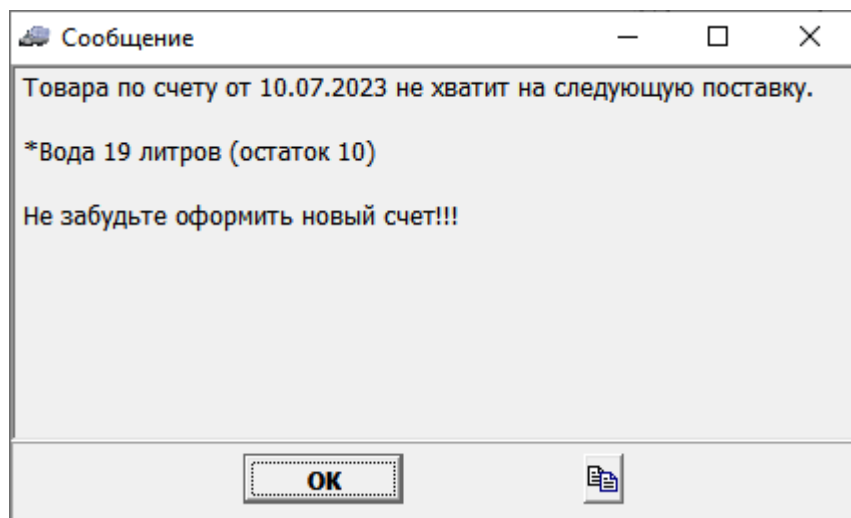 Сообщение
Товара по счету от 10.07.2023 не хватит на следующую поставку.
*Вода 19 литров (остаток 10)
Не забудьте оформить новый счет!!!
ОК